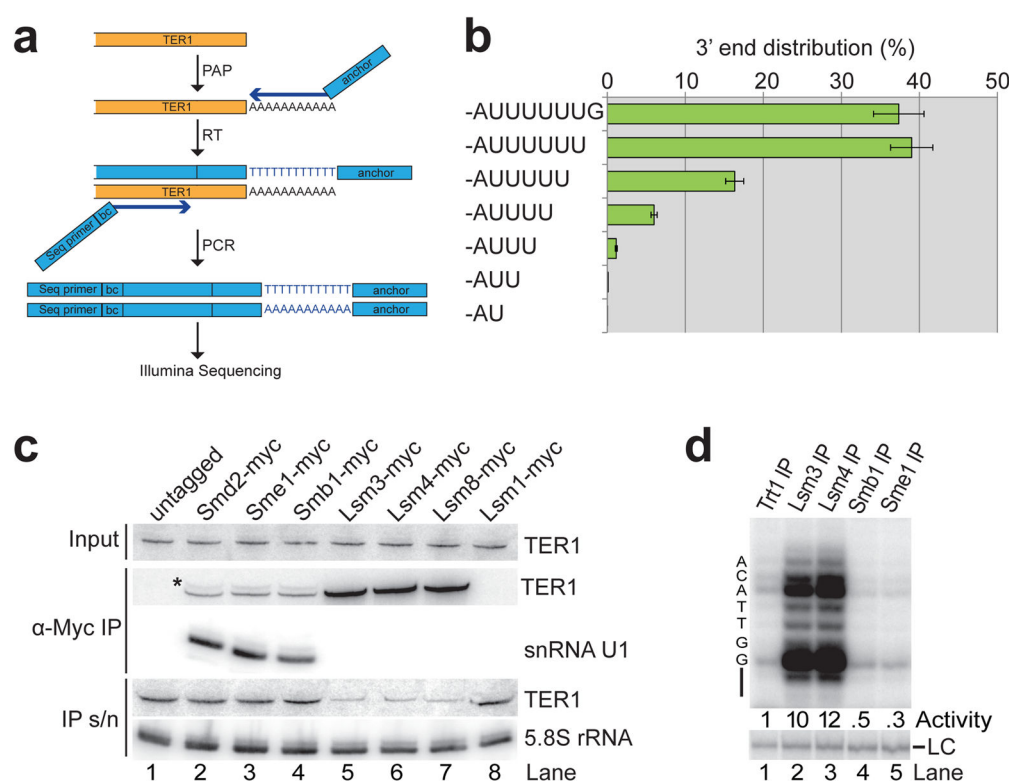 a
TER1
PAP
anchor
TER1 AAAAAAAAAAA
RT
TTTTTTTTTTTT anchor
TER1 AAAAAAAAAAA
Seq primer bc
PCR
Seq primer bc TTTTTTTTTTTT anchor
Seq primer bc AAAAAAAAAAA anchor
Illumina Sequencing
b
3' end distribution (%)
0 10 20 30 40 50
-AUUUUUUG
-AUUUUUU
-AUUUUU
-AUUUU
-AUUU
-AUU
-AU
c
untagged Smd2-myc Sme1-myc Smb1-myc Lsm3-myc Lsm4-myc Lsm8-myc Lsm1-myc
Input TER1
α-Myc IP * TER1
snRNA U1
IP s/n TER1
5.8S rRNA
1 2 3 4 5 6 7 8 Lane
d
Trt1 IP Lsm3 IP Lsm4 IP Smb1 IP Sme1 IP
A
C
A
T
T
G
G
1 10 12 .5 .3 Activity
LC
1 2 3 4 5 Lane